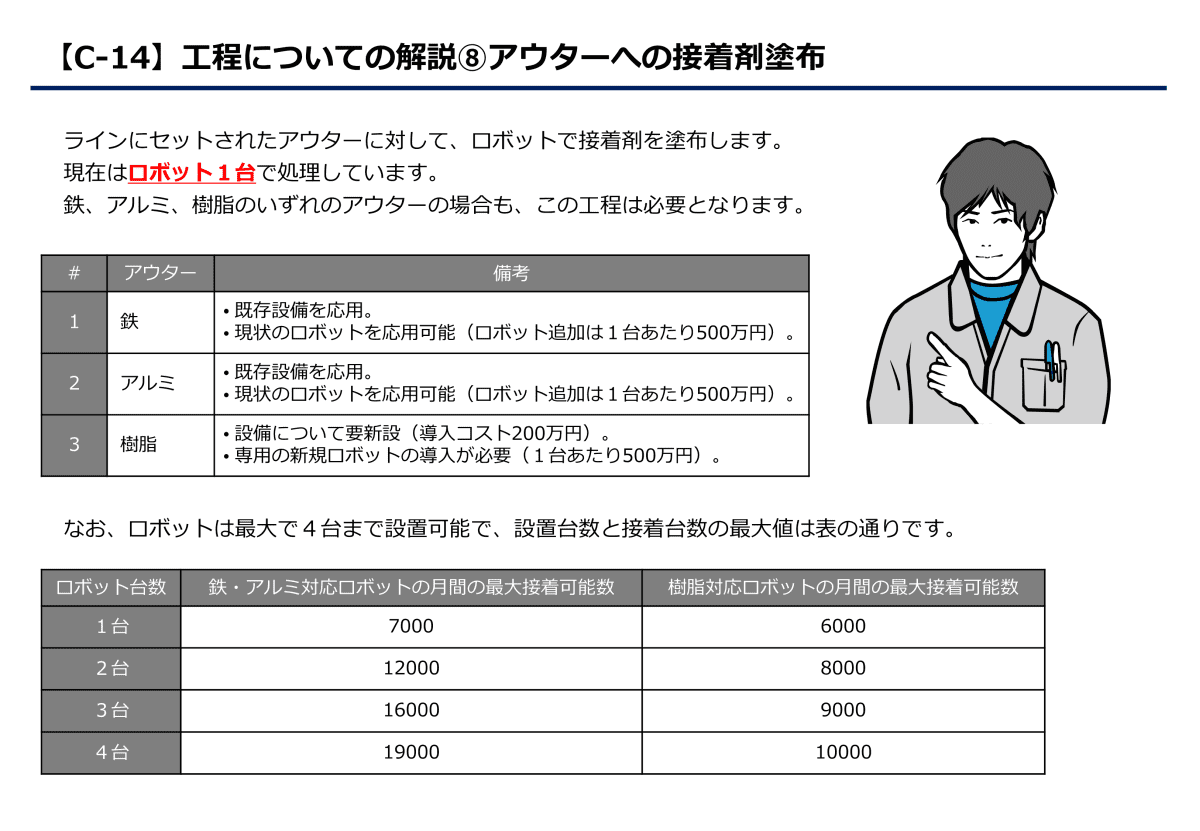 【C-14】工程についての解説⑧アウターへの接着剤塗布
ラインにセットされたアウターに対して、ロボットで接着剤を塗布します。
現在はロボット１台で処理しています。
鉄、アルミ、樹脂のいずれのアウターの場合も、この工程は必要となります。
# アウター 備考
1 鉄
• 既存設備を応用。
• 現状のロボットを応用可能（ロボット追加は１台あたり500万円）。
2 アルミ
• 既存設備を応用。
• 現状のロボットを応用可能（ロボット追加は１台あたり500万円）。
3 樹脂
• 設備について要新設（導入コスト200万円）。
• 専用の新規ロボットの導入が必要（１台あたり500万円）。
なお、ロボットは最大で４台まで設置可能で、設置台数と接着台数の最大値は表の通りです。
ロボット台数 鉄・アルミ対応ロボットの月間の最大接着可能数 樹脂対応ロボットの月間の最大接着可能数
１台 7000 6000
２台 12000 8000
３台 16000 9000
４台 19000 10000